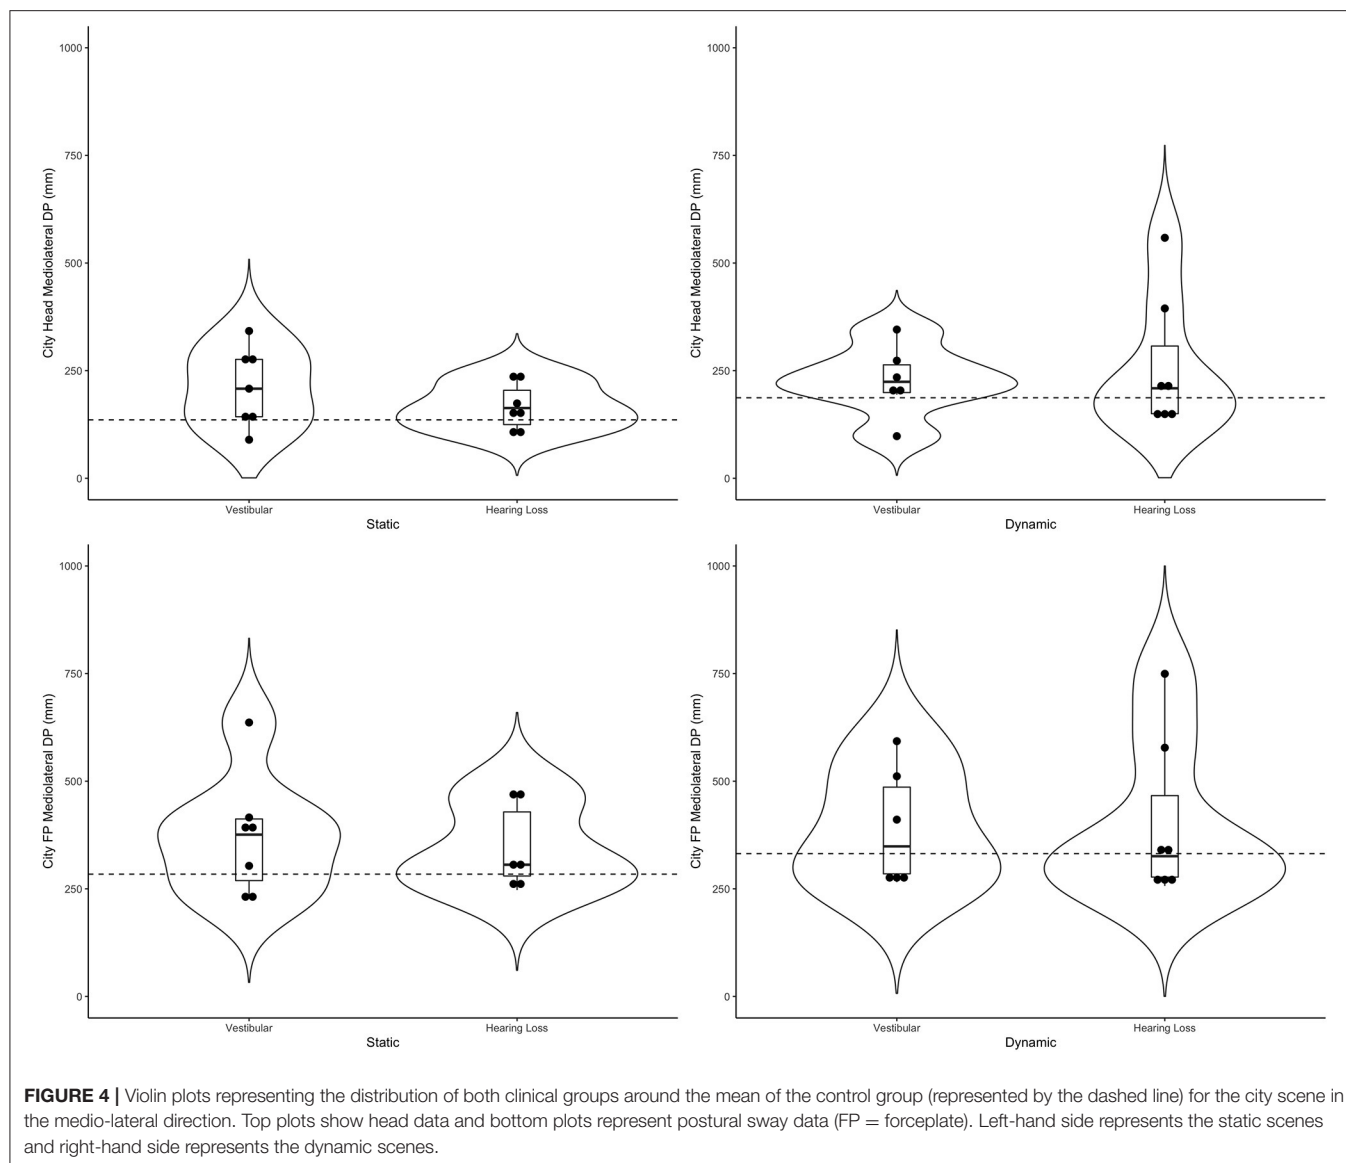 1000
750
500
250
0
City Head Mediolateral DP (mm)
Vestibular
Hearing Loss
Static
1000
750
500
250
0
City Head Mediolateral DP (mm)
Vestibular
Hearing Loss
Dynamic
1000
750
500
250
0
City FP Mediolateral DP (mm)
Vestibular
Hearing Loss
Static
1000
750
500
250
0
City FP Mediolateral DP (mm)
Vestibular
Hearing Loss
Dynamic
FIGURE 4 | Violin plots representing the distribution of both clinical groups around the mean of the control group (represented by the dashed line) for the city scene in
the medio-lateral direction. Top plots show head data and bottom plots represent postural sway data (FP = forceplate). Left-hand side represents the static scenes
and right-hand side represents the dynamic scenes.